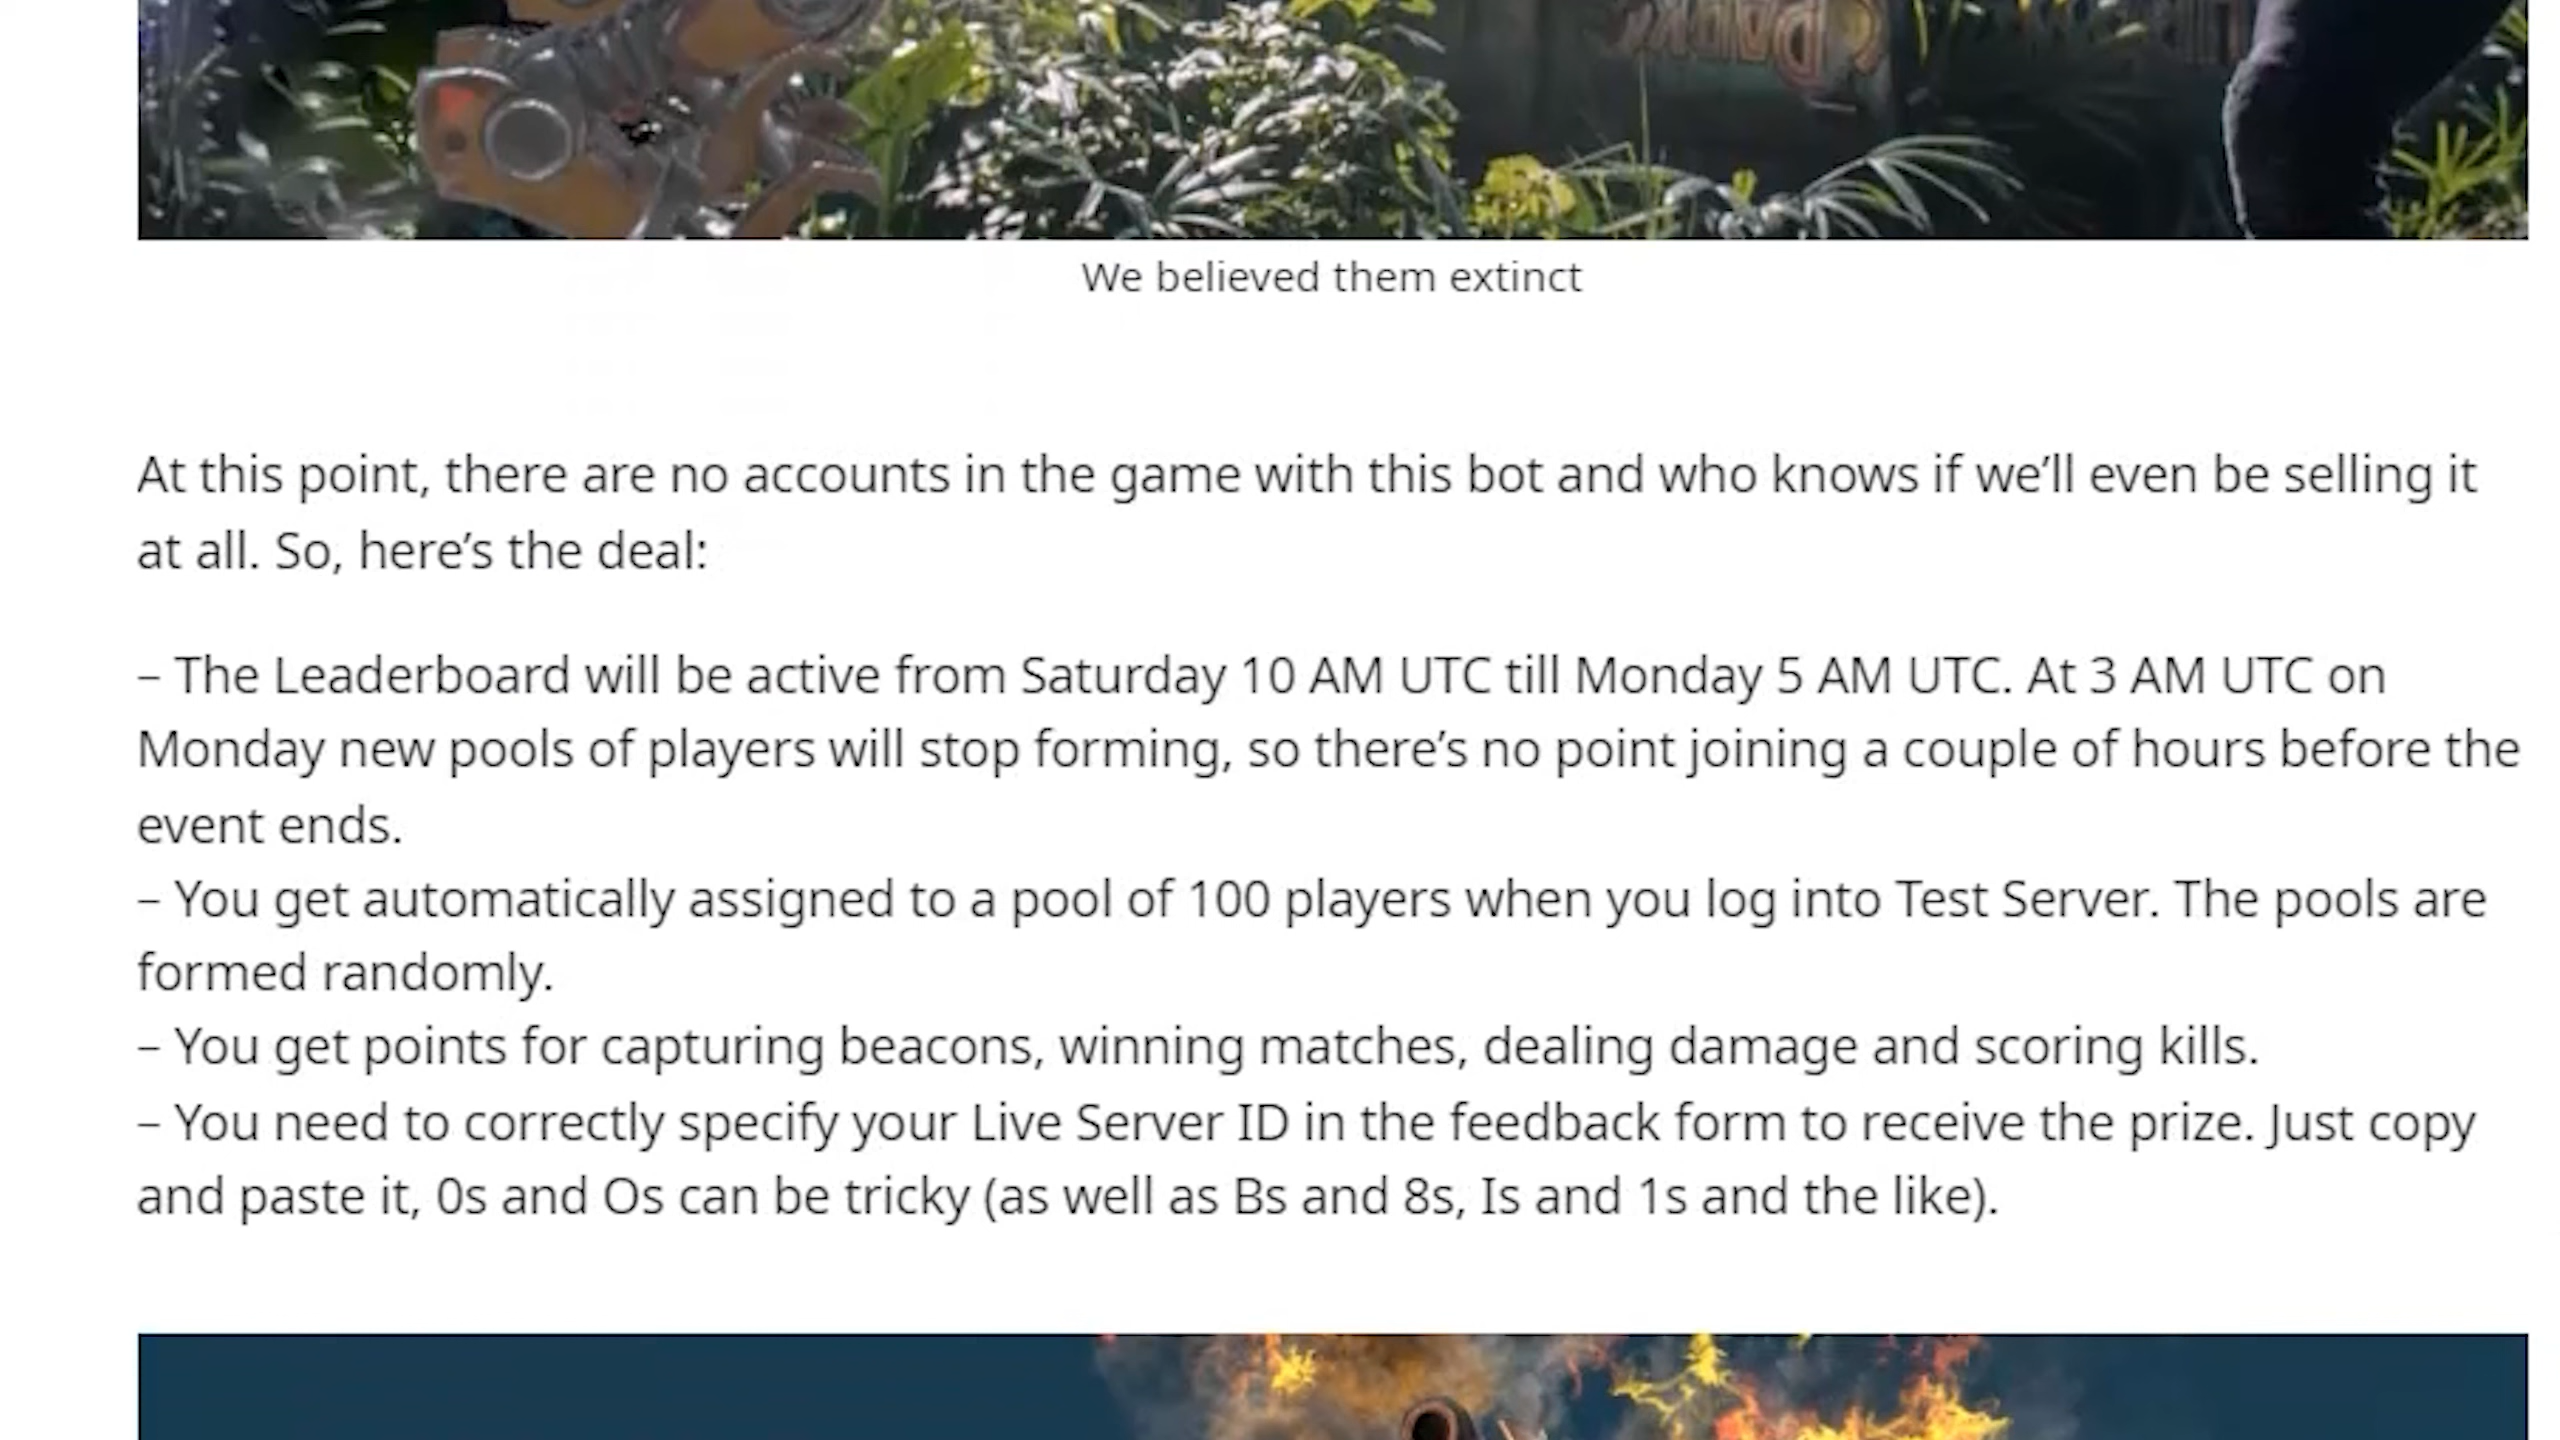 We believed them extinct
At this point, there are no accounts in the game with this bot and who knows if we’ll even be selling it
at all. So, here’s the deal:
– The Leaderboard will be active from Saturday 10 AM UTC till Monday 5 AM UTC. At 3 AM UTC on
Monday new pools of players will stop forming, so there’s no point joining a couple of hours before the
event ends.
– You get automatically assigned to a pool of 100 players when you log into Test Server. The pools are
formed randomly.
– You get points for capturing beacons, winning matches, dealing damage and scoring kills.
– You need to correctly specify your Live Server ID in the feedback form to receive the prize. Just copy
and paste it, 0s and Os can be tricky (as well as Bs and 8s, Is and 1s and the like).